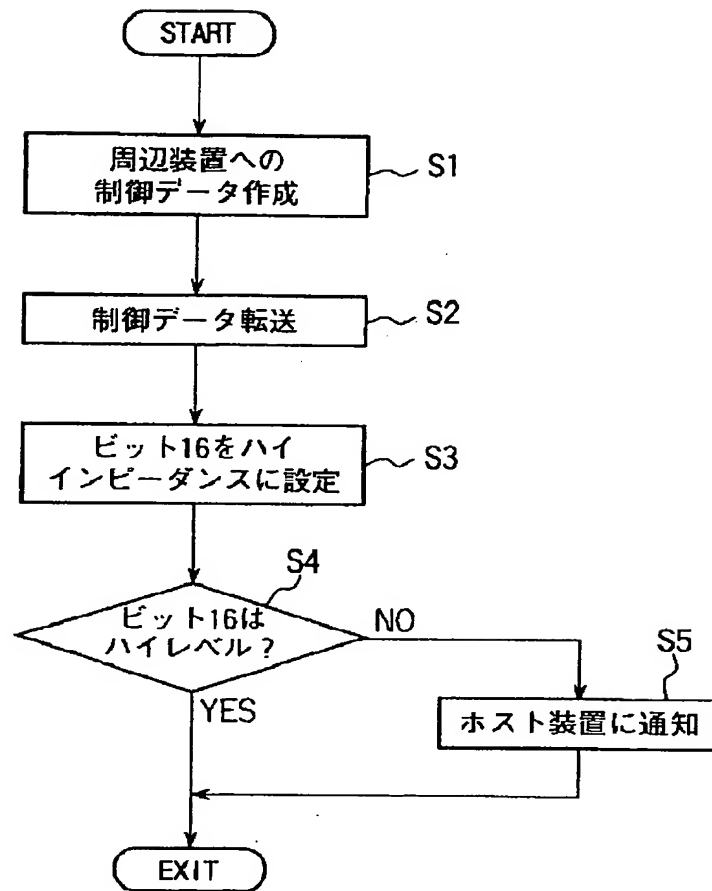 START
周辺装置への
制御データ作成
S1
制御データ転送
S2
ビット16をハイ
インピーダンスに設定
S3
S4
ビット16は
ハイレベル?
NO
YES
S5
ホスト装置に通知
EXIT